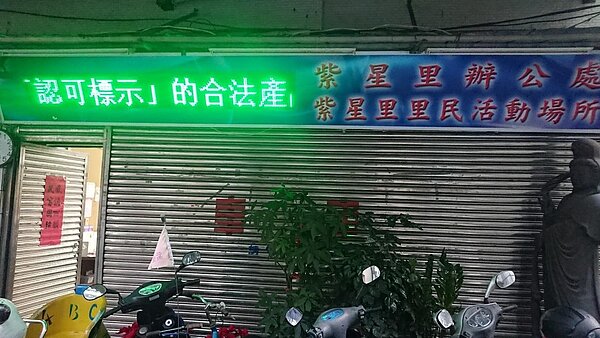 「認可標示」的合法產
紫星里辦公處
紫星里里民活動場所
B C